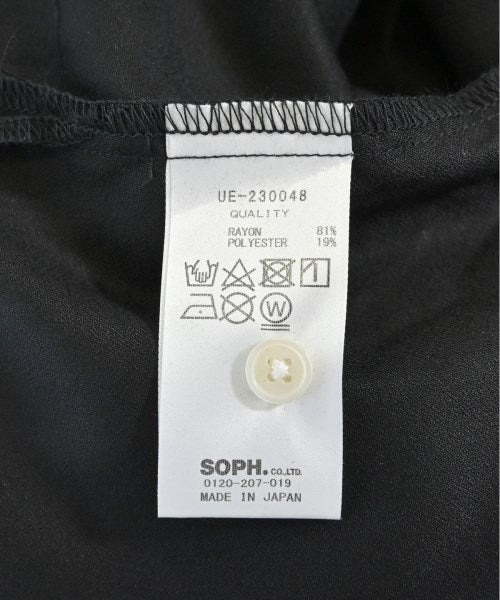 UE-230048
QUALITY
RAYON 81%
POLYESTER 19%
W
SOPH. CO.,LTD.
0120-207-019
MADE IN JAPAN